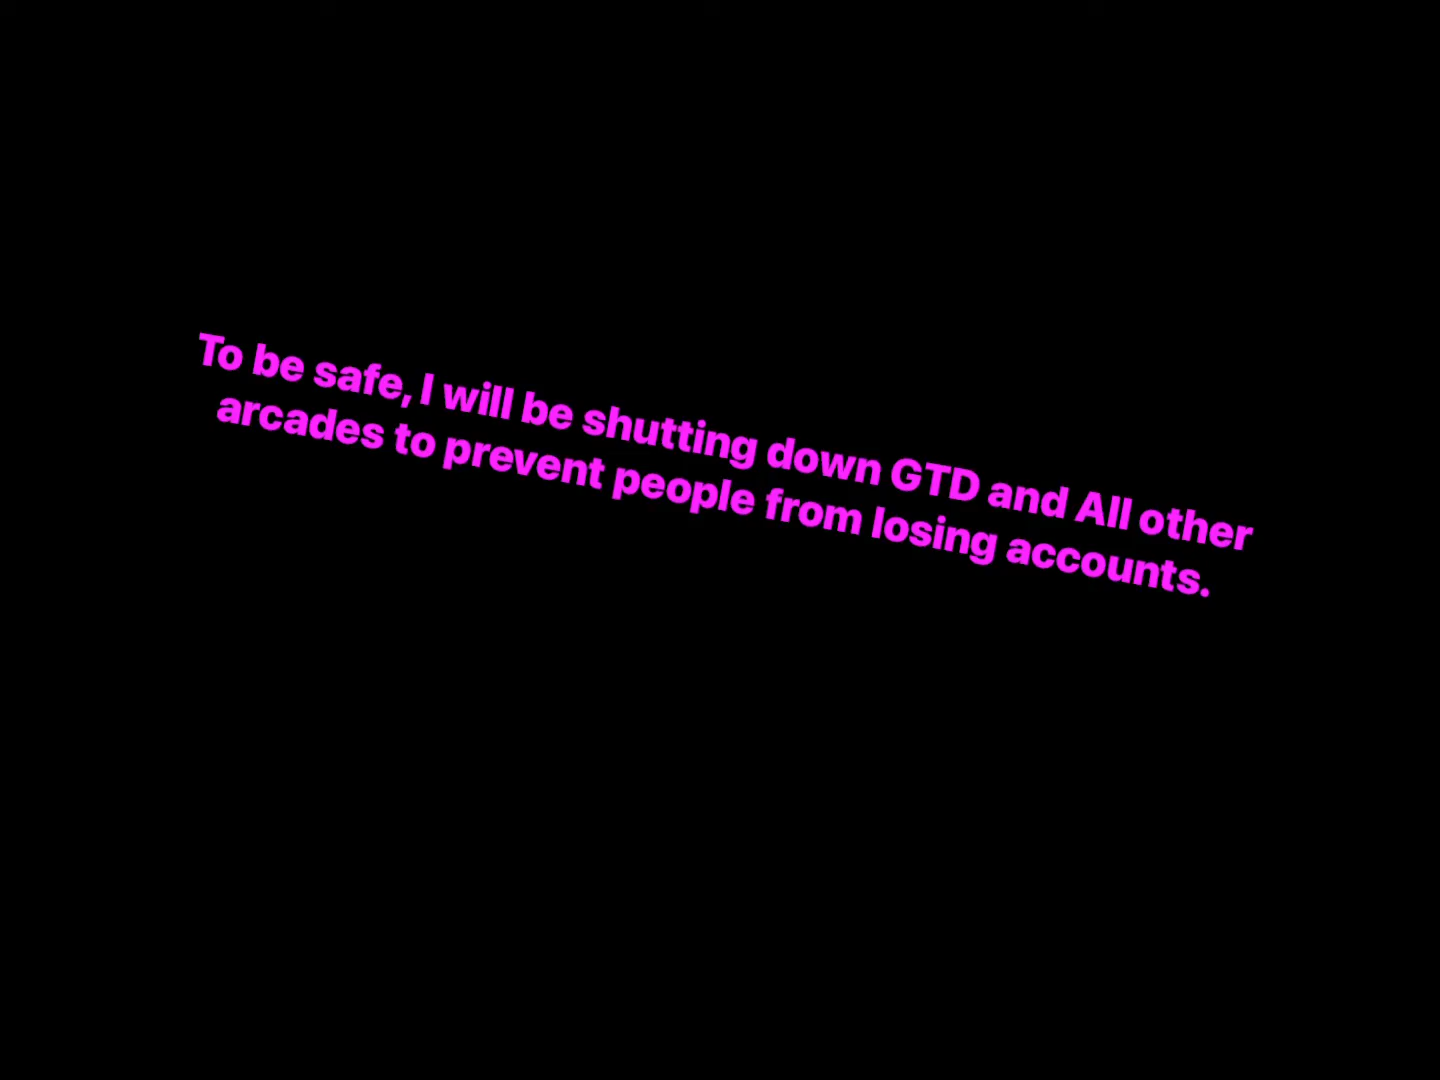 To be safe, I will be shutting down GTD and All other
arcades to prevent people from losing accounts.